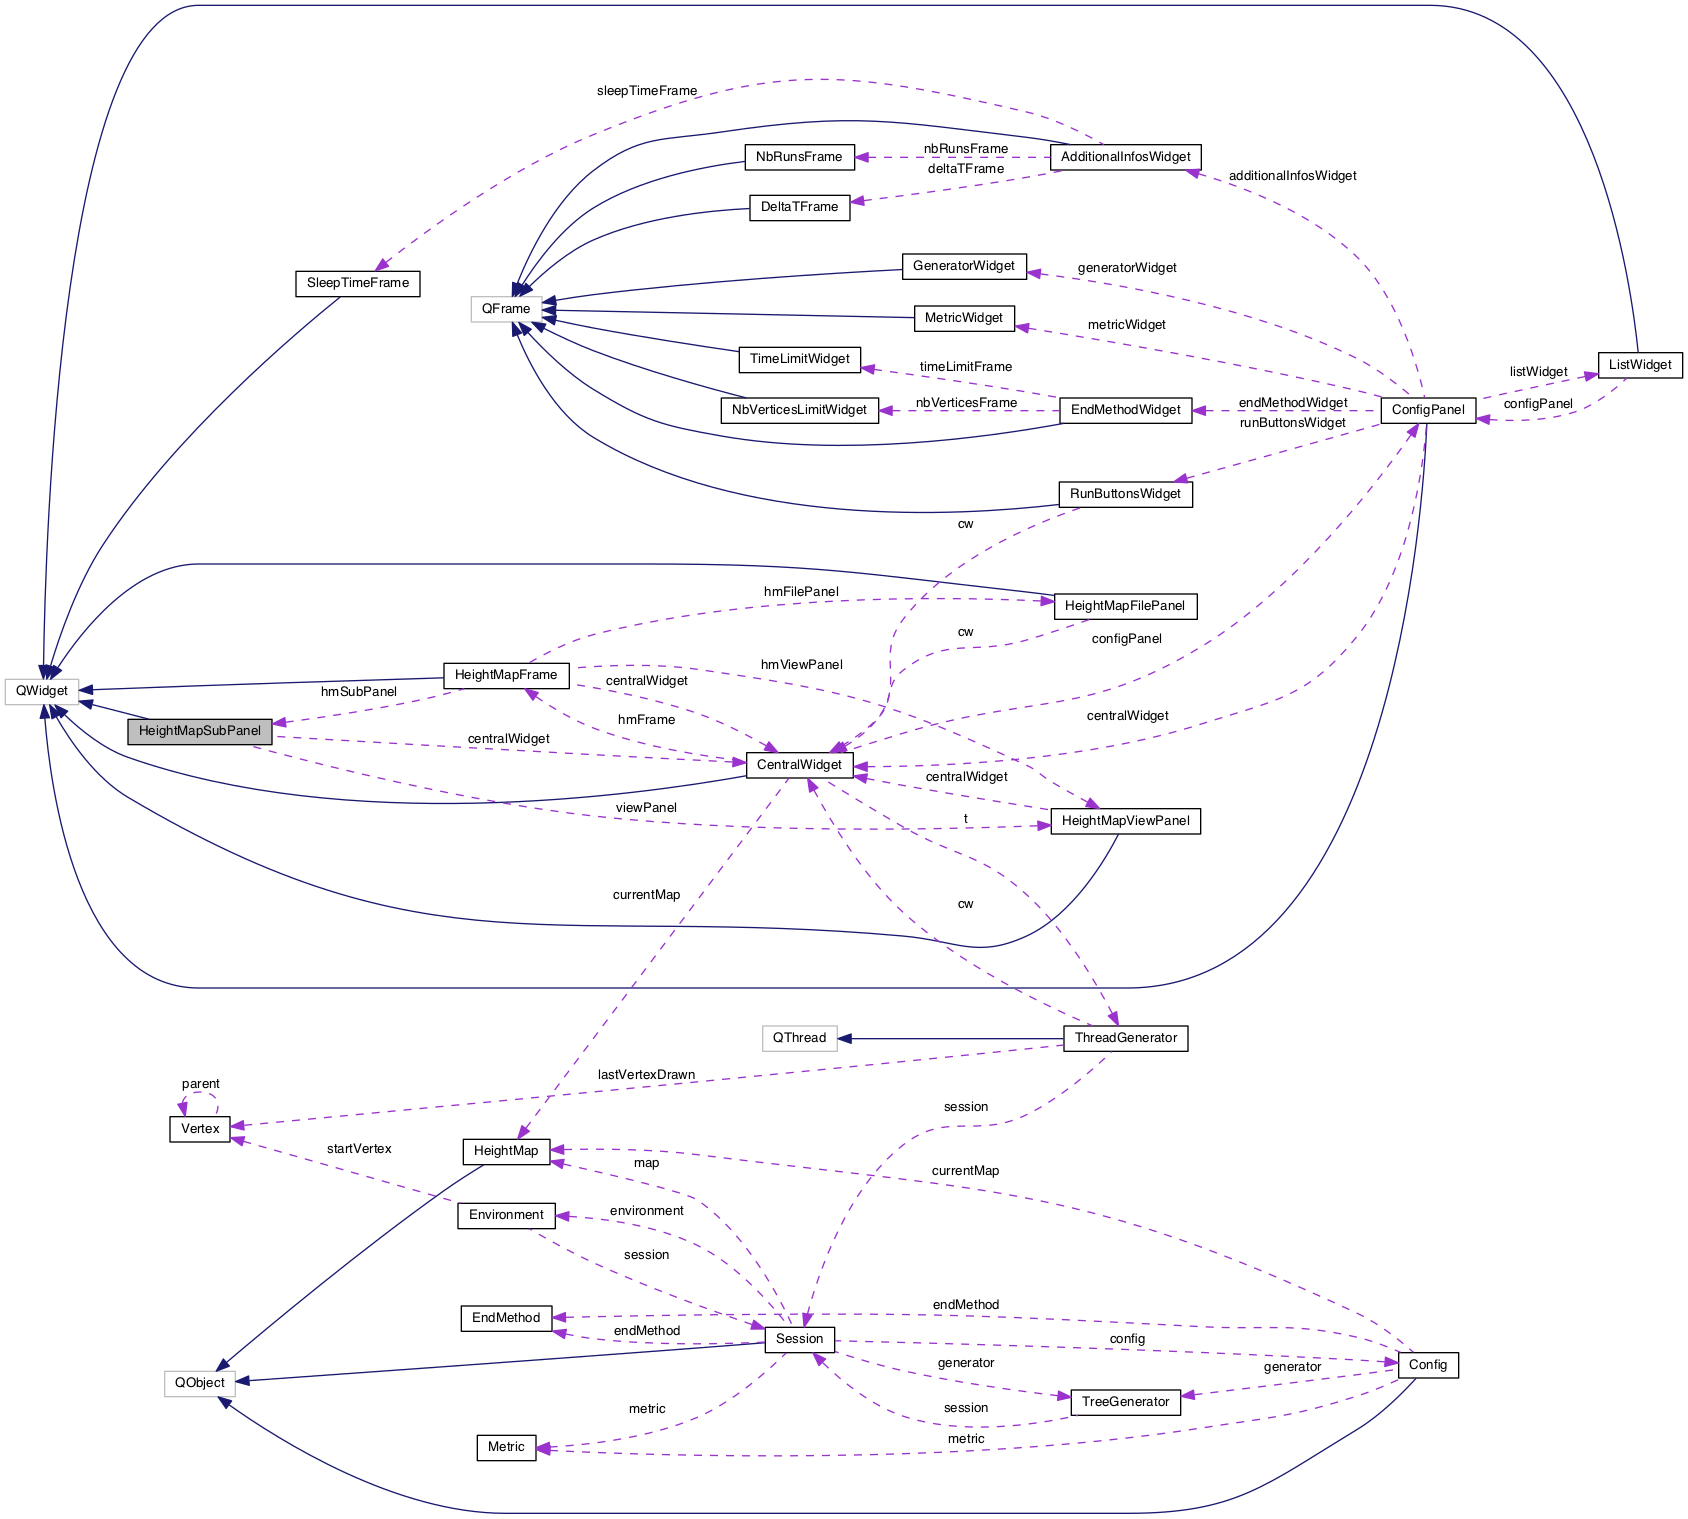 sleepTimeFrame
nbRunsFrame
NbRunsFrame
AdditionalInfosWidget
deltaTFrame
additionalInfosWidget
DeltaTFrame
GeneratorWidget
generatorWidget
SleepTimeFrame
QFrame
MetricWidget
metricWidget
TimeLimitWidget
timeLimitFrame
ListWidget
listWidget
configPanel
NbVerticesLimitWidget
nbVerticesFrame
EndMethodWidget
endMethodWidget
ConfigPanel
runButtonsWidget
RunButtonsWidget
cw
hmFilePanel
HeightMapFilePanel
cw
configPanel
hmViewPanel
HeightMapFrame
centralWidget
QWidget
hmSubPanel
hmFrame
centralWidget
HeightMapSubPanel
centralWidget
CentralWidget
centralWidget
viewPanel
t
HeightMapViewPanel
currentMap
cw
QThread
ThreadGenerator
lastVertexDrawn
parent
session
Vertex
startVertex
HeightMap
map
currentMap
Environment
environment
session
endMethod
EndMethod
endMethod
Session
config
generator
generator
Config
QObject
TreeGenerator
metric
session
metric
Metric